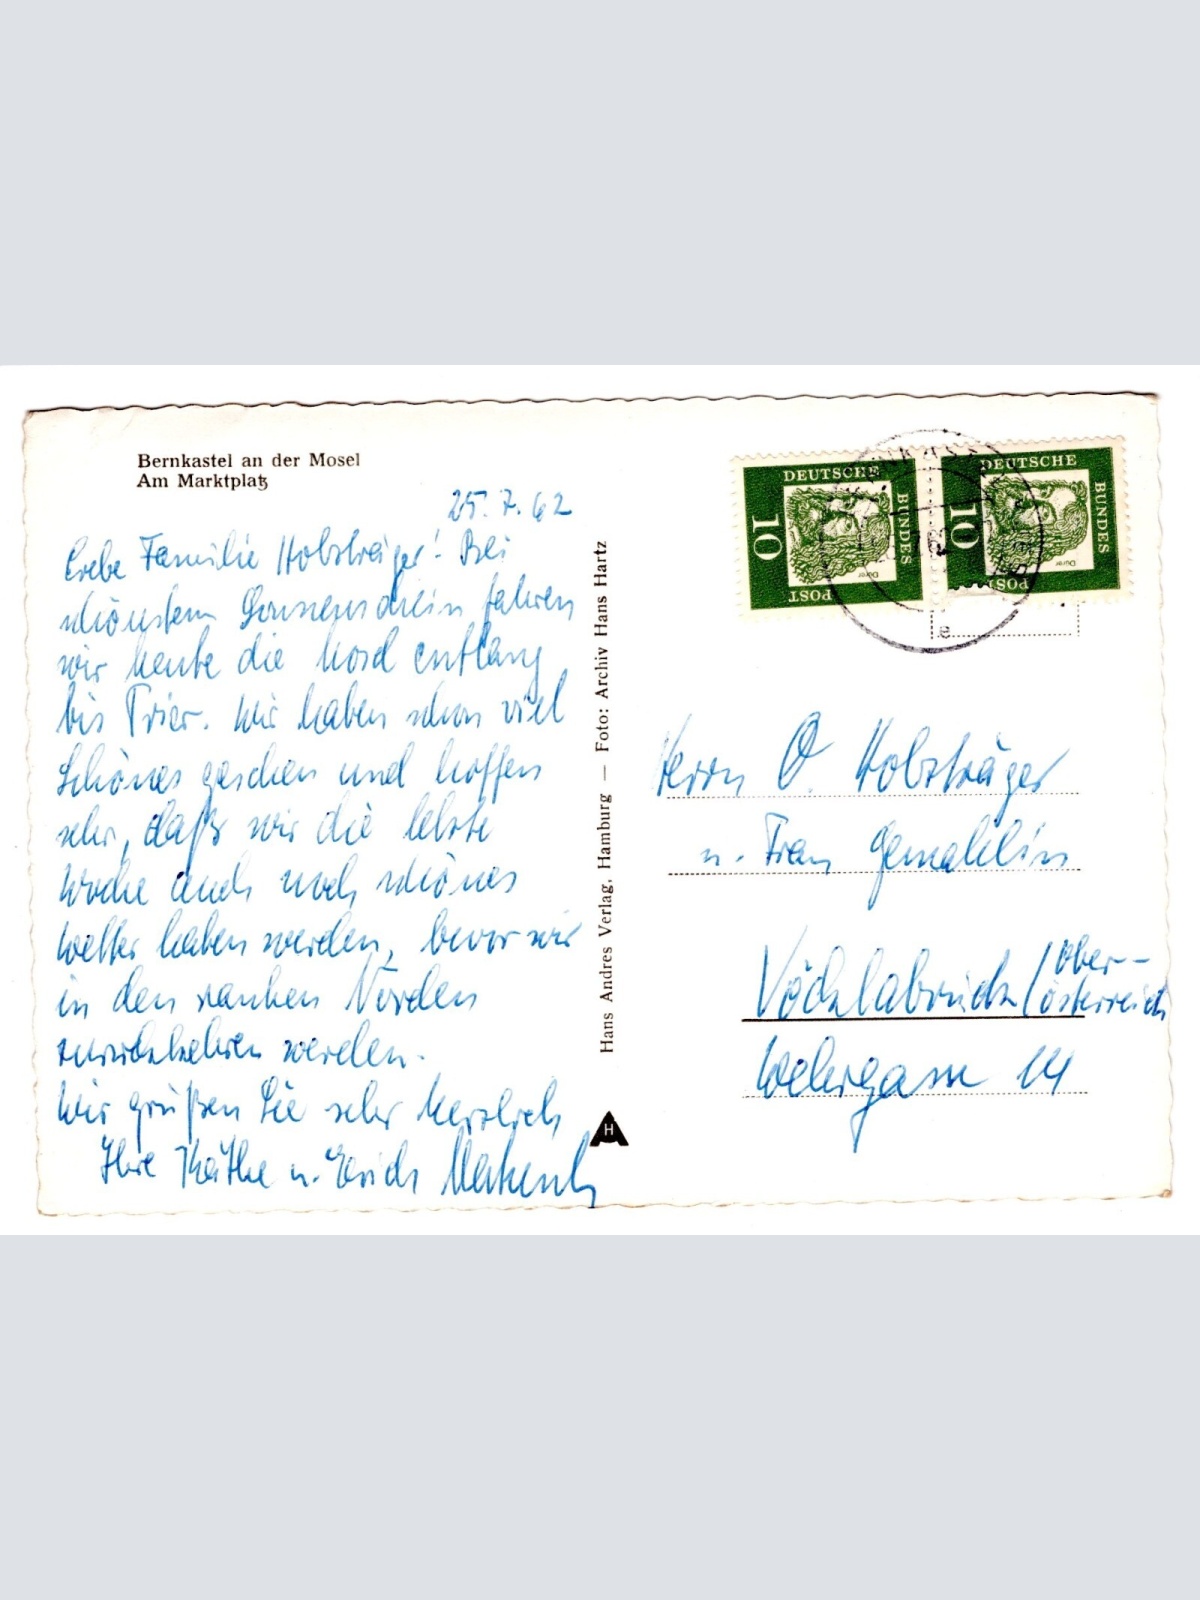 Bernkastel an der Mosel
Am Marktplatz
25.7.62
Liebe Familie Holzträger! Bei
schönstem Sonnenschein fahren
wir heute die Mosel entlang
bis Trier. Wir haben schon viel
Schönes gesehen und hoffen
sehr, daß wir die letzte
Woche auch noch schönes
Wetter haben werden, bevor wir
in den rauhen Norden
zurückkehren werden.
Wir grüßen Sie sehr herzlich
Ihre Käthe u. Erich
Hans Andres Verlag, Hamburg — Foto: Archiv Hans Hartz
H
DEUTSCHE
BUNDES
POST
10
Dürer
DEUTSCHE
BUNDES
POST
10
Dürer
e
Herrn O. Holzträger
u. Frau Gemahlin
Vöcklabruck / Ober-
österreich
Wehrgasse 14